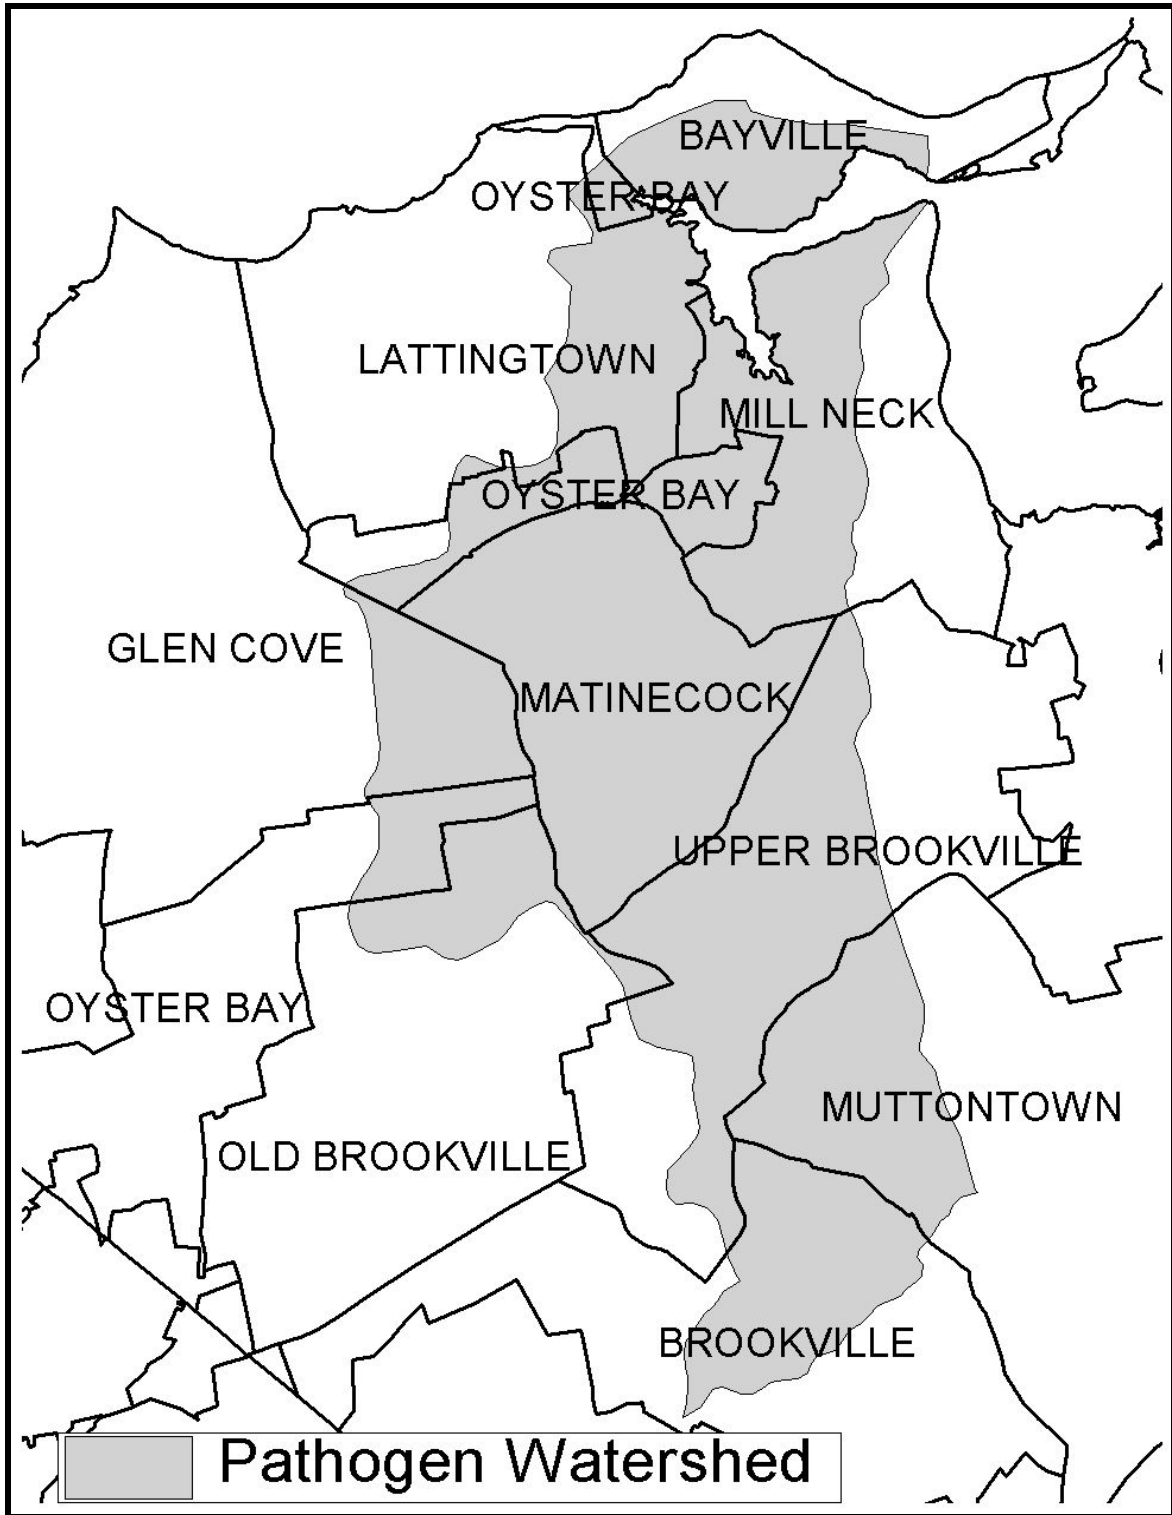 BAYVILLE
OYSTER BAY
LATTINGTOWN
MILL NECK
OYSTER BAY
GLEN COVE
MATINECOCK
UPPER BROOKVILLE
OYSTER BAY
MUTTONTOWN
OLD BROOKVILLE
BROOKVILLE
Pathogen Watershed